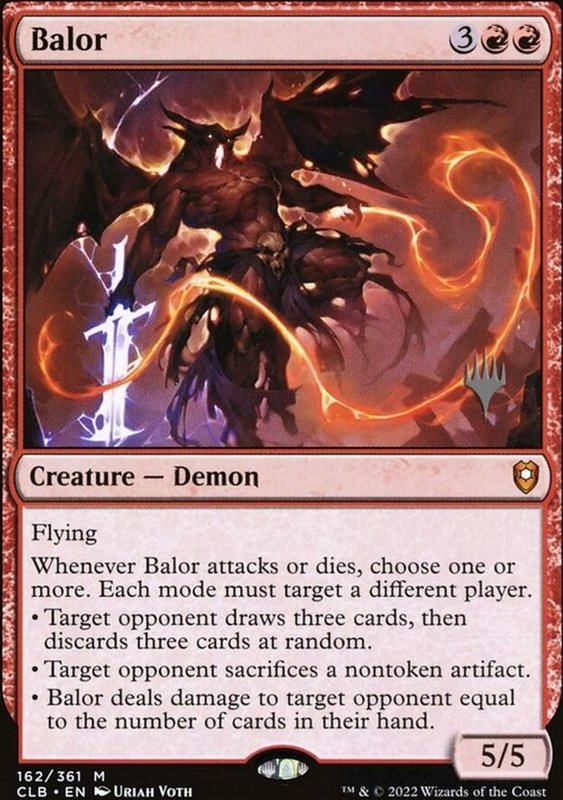 Balor 3
Creature — Demon
Flying
Whenever Balor attacks or dies, choose one or
more. Each mode must target a different player.
• Target opponent draws three cards, then
discards three cards at random.
• Target opponent sacrifices a nontoken artifact.
• Balor deals damage to target opponent equal
to the number of cards in their hand.
5/5
162/361 M
CLB • EN Uriah Voth
™ & © 2022 Wizards of the Coast